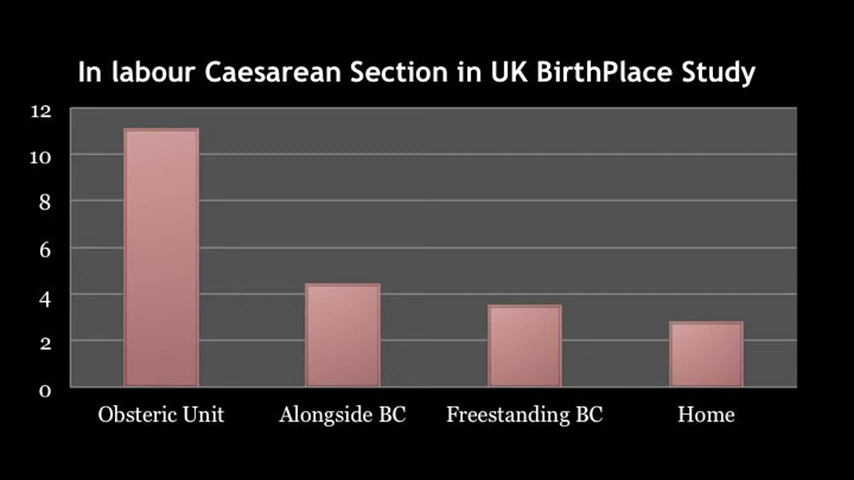 In labour Caesarean Section in UK BirthPlace Study
12
10
8
6
4
2
0
Obsteric Unit
Alongside BC
Freestanding BC
Home